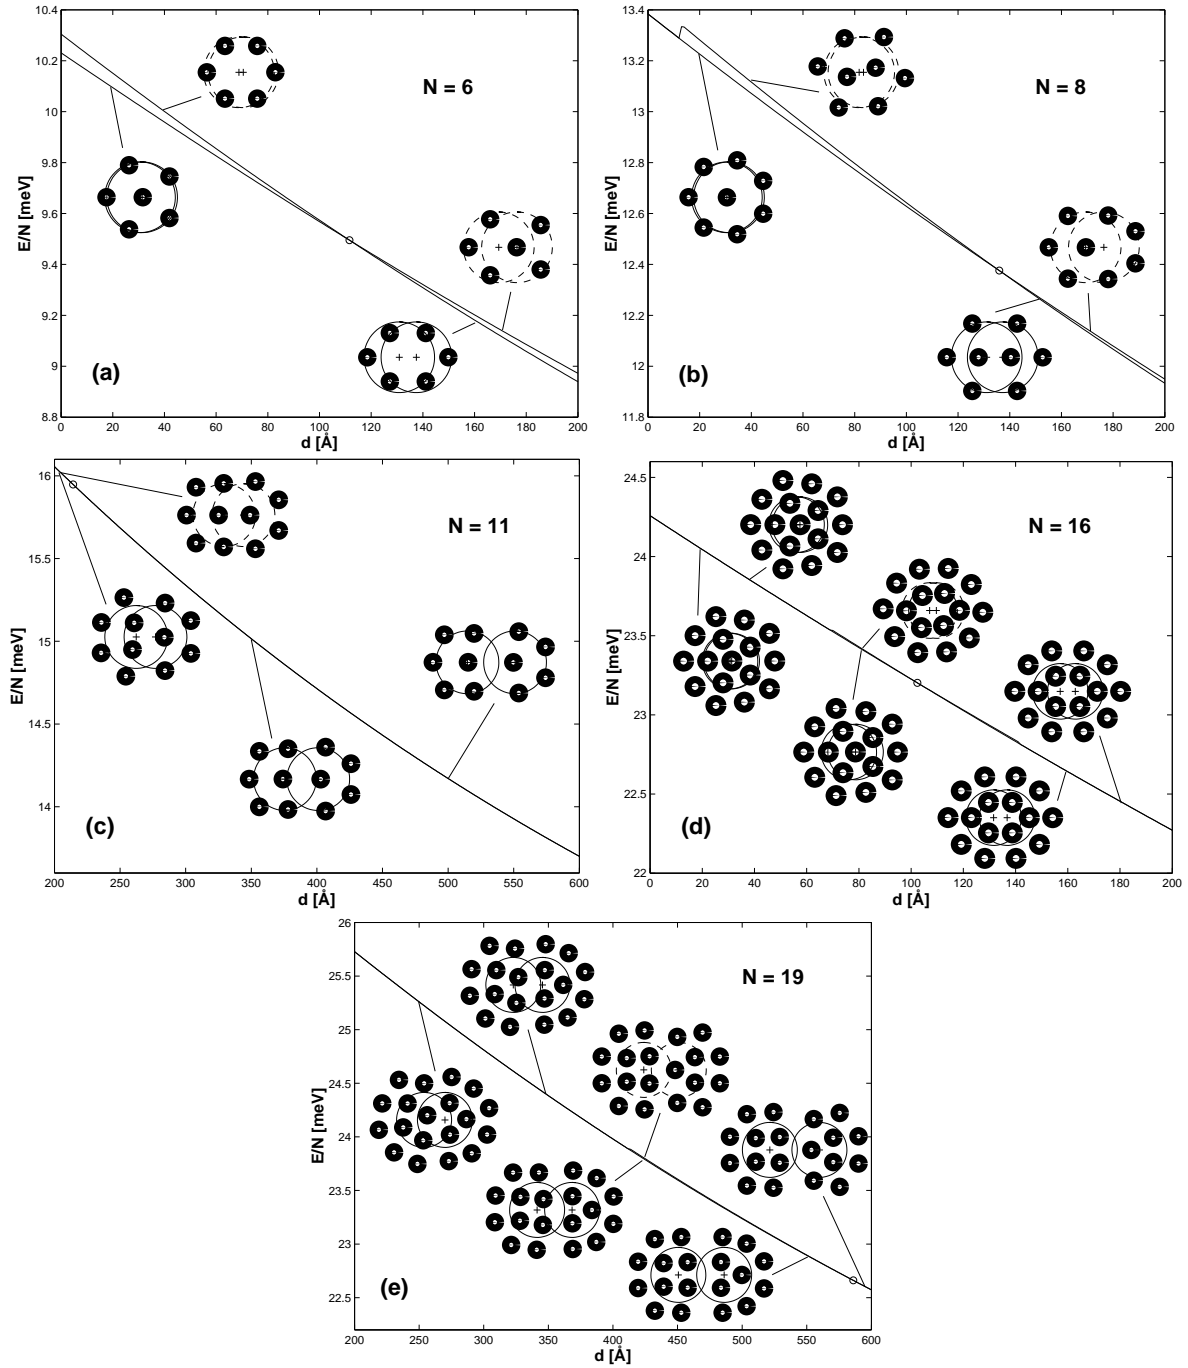 10.4
10.2
10
9.8
9.6
9.4
9.2
9
8.8
E/N [meV]
N = 6
(a)
0 20 40 60 80 100 120 140 160 180 200
d [Å]
13.4
13.2
13
12.8
12.6
12.4
12.2
12
11.8
E/N [meV]
N = 8
(b)
0 20 40 60 80 100 120 140 160 180 200
d [Å]
16
15.5
15
14.5
14
E/N [meV]
N = 11
(c)
200 250 300 350 400 450 500 550 600
d [Å]
24.5
24
23.5
23
22.5
22
E/N [meV]
N = 16
(d)
0 20 40 60 80 100 120 140 160 180 200
d [Å]
26
25.5
25
24.5
24
23.5
23
22.5
E/N [meV]
N = 19
(e)
200 250 300 350 400 450 500 550 600
d [Å]